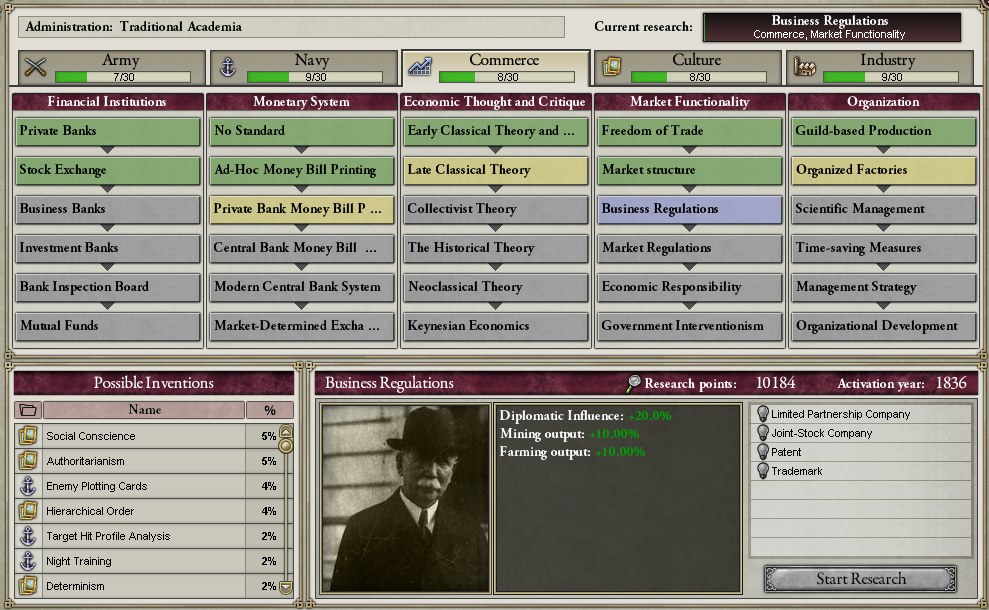 Administration: Traditional Academia
Current research:
Business Regulations
Commerce, Market Functionality
Army
7/30
Navy
9/30
Commerce
8/30
Culture
8/30
Industry
9/30
Financial Institutions
Monetary System
Economic Thought and Critique
Market Functionality
Organization
Private Banks
No Standard
Early Classical Theory and ...
Freedom of Trade
Guild-based Production
Stock Exchange
Ad-Hoc Money Bill Printing
Late Classical Theory
Market structure
Organized Factories
Business Banks
Private Bank Money Bill P ...
Collectivist Theory
Business Regulations
Scientific Management
Investment Banks
Central Bank Money Bill ...
The Historical Theory
Market Regulations
Time-saving Measures
Bank Inspection Board
Modern Central Bank System
Neoclassical Theory
Economic Responsibility
Management Strategy
Mutual Funds
Market-Determined Excha ...
Keynesian Economics
Government Interventionism
Organizational Development
Possible Inventions
Name
%
Social Conscience
5%
Authoritarianism
5%
Enemy Plotting Cards
4%
Hierarchical Order
4%
Target Hit Profile Analysis
2%
Night Training
2%
Determinism
2%
Business Regulations
Research points: 10184
Activation year: 1836
Diplomatic Influence: +20.0%
Mining output: +10.00%
Farming output: +10.00%
Limited Partnership Company
Joint-Stock Company
Patent
Trademark
Start Research